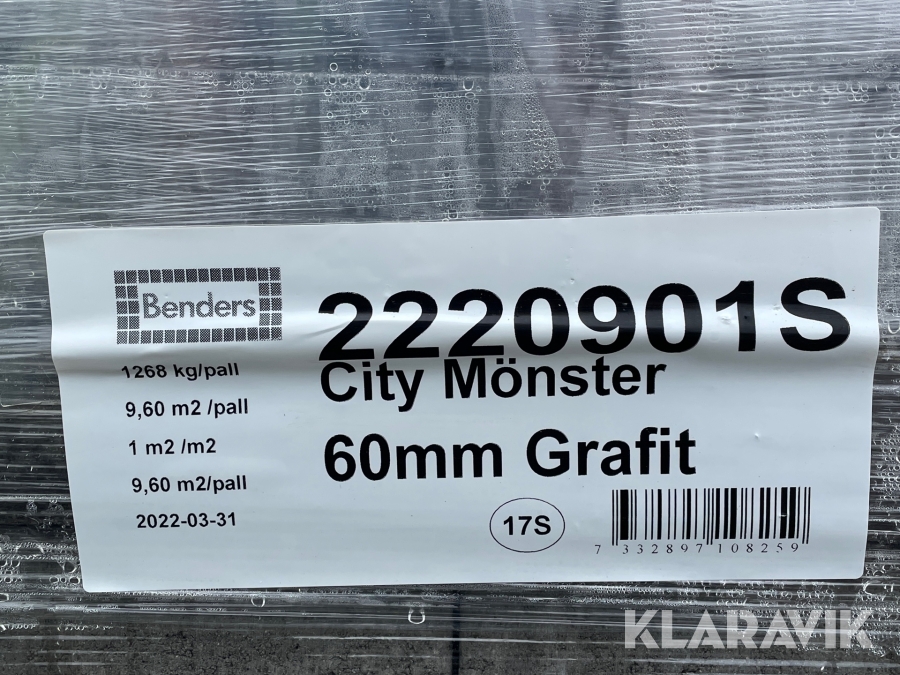 Benders
2220901S
City Mönster
60mm Grafit
1268 kg/pall
9,60 m2 /pall
1 m2 /m2
9,60 m2/pall
2022-03-31
17S
7 332897 108259
KLARAVIK